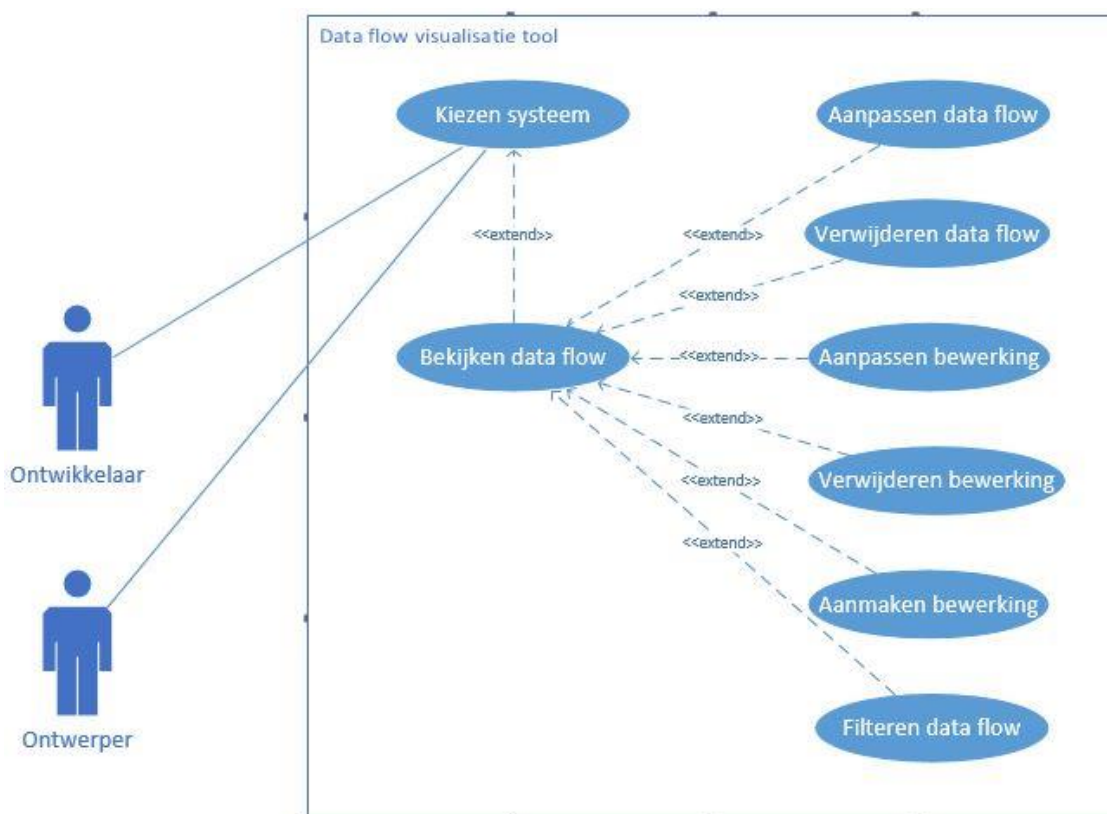 Data flow visualisatie tool
Kiezen systeem
Aanpassen data flow
<<extend>>
<<extend>>
Verwijderen data flow
<<extend>>
Bekijken data flow
<<extend>>
Aanpassen bewerking
<<extend>>
Ontwikkelaar
<<extend>>
Verwijderen bewerking
<<extend>>
Aanmaken bewerking
Ontwerper
Filteren data flow